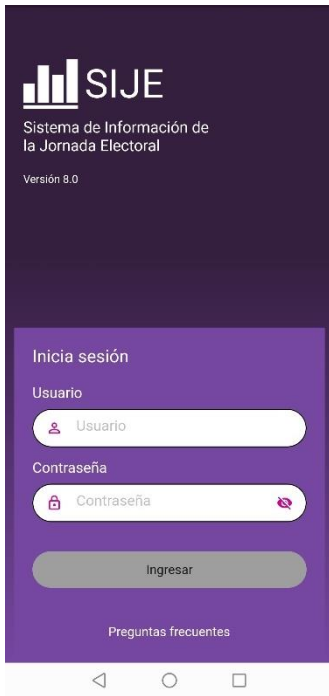 SIJE
Sistema de Información de
la Jornada Electoral
Versión 8.0
Inicia sesión
Usuario
Usuario
Contraseña
Contraseña
Ingresar
Preguntas frecuentes